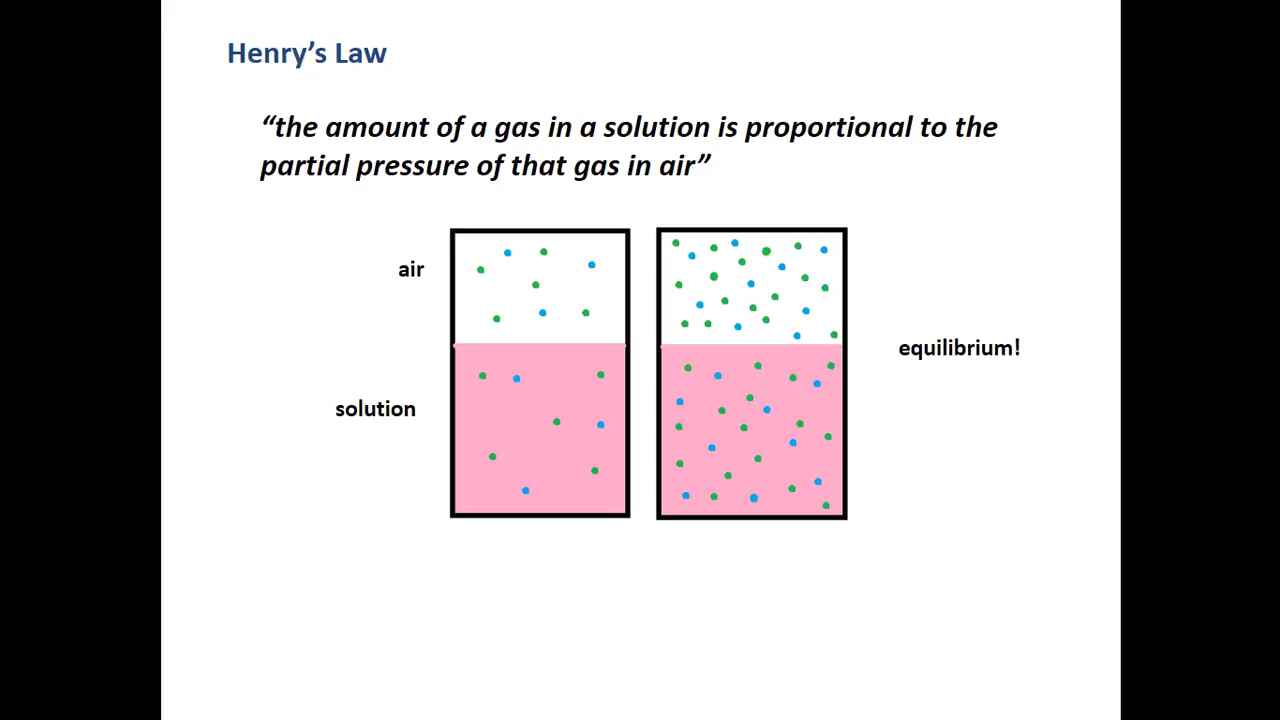 Henry’s Law
“the amount of a gas in a solution is proportional to the
partial pressure of that gas in air”
air
equilibrium!
solution